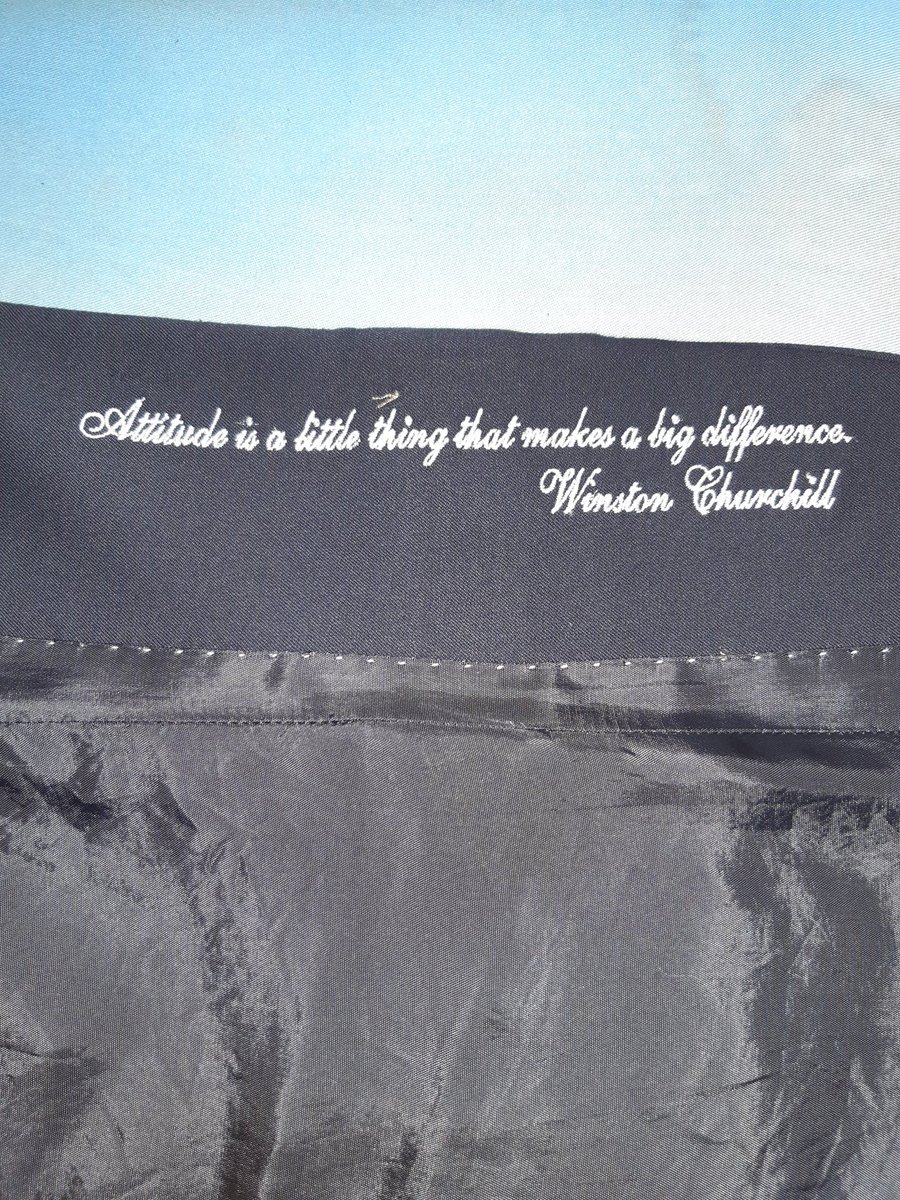 Attitude is a little thing that makes a big difference.
Winston Churchill